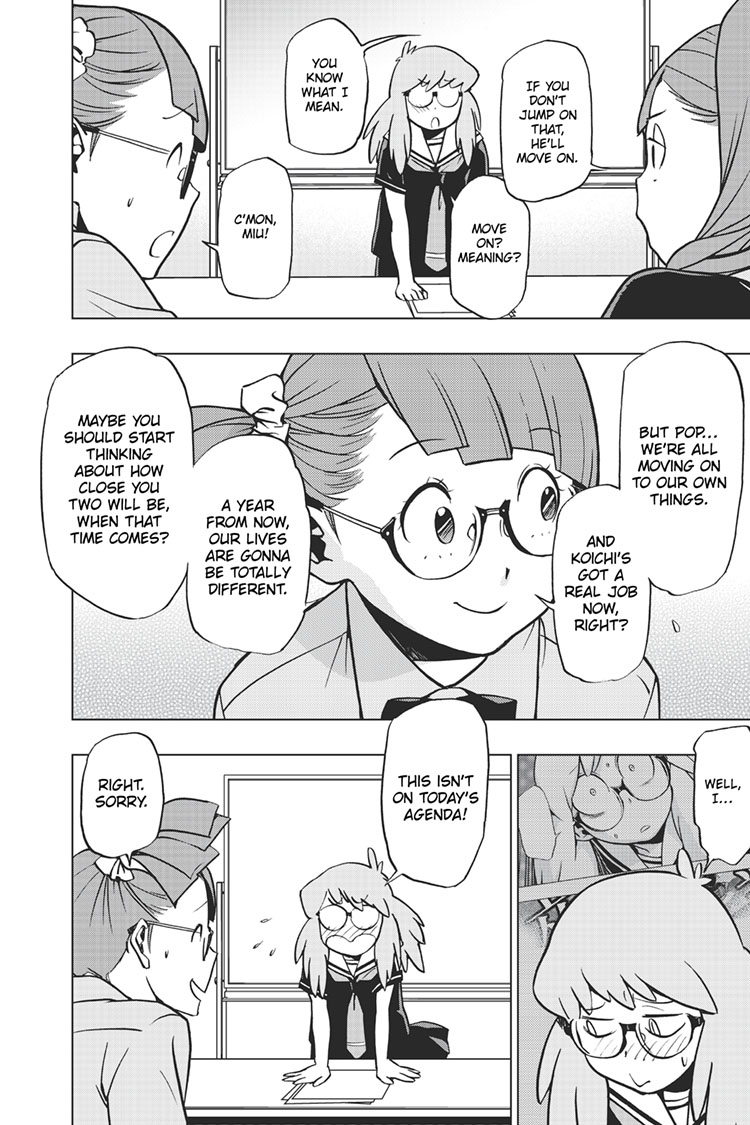 IF YOU
DON'T
JUMP ON
THAT,
HE'LL
MOVE ON.
YOU
KNOW
WHAT I
MEAN.
MOVE
ON?
MEANING?
C'MON,
MIU!
BUT POP...
WE'RE ALL
MOVING ON
TO OUR OWN
THINGS.
AND
KOICHI'S
GOT A
REAL JOB
NOW,
RIGHT?
A YEAR
FROM NOW,
OUR LIVES
ARE GONNA
BE TOTALLY
DIFFERENT.
MAYBE YOU
SHOULD START
THINKING
ABOUT HOW
CLOSE YOU
TWO WILL BE,
WHEN THAT
TIME COMES?
WELL,
I...
THIS ISN'T
ON TODAY'S
AGENDA!
RIGHT.
SORRY.